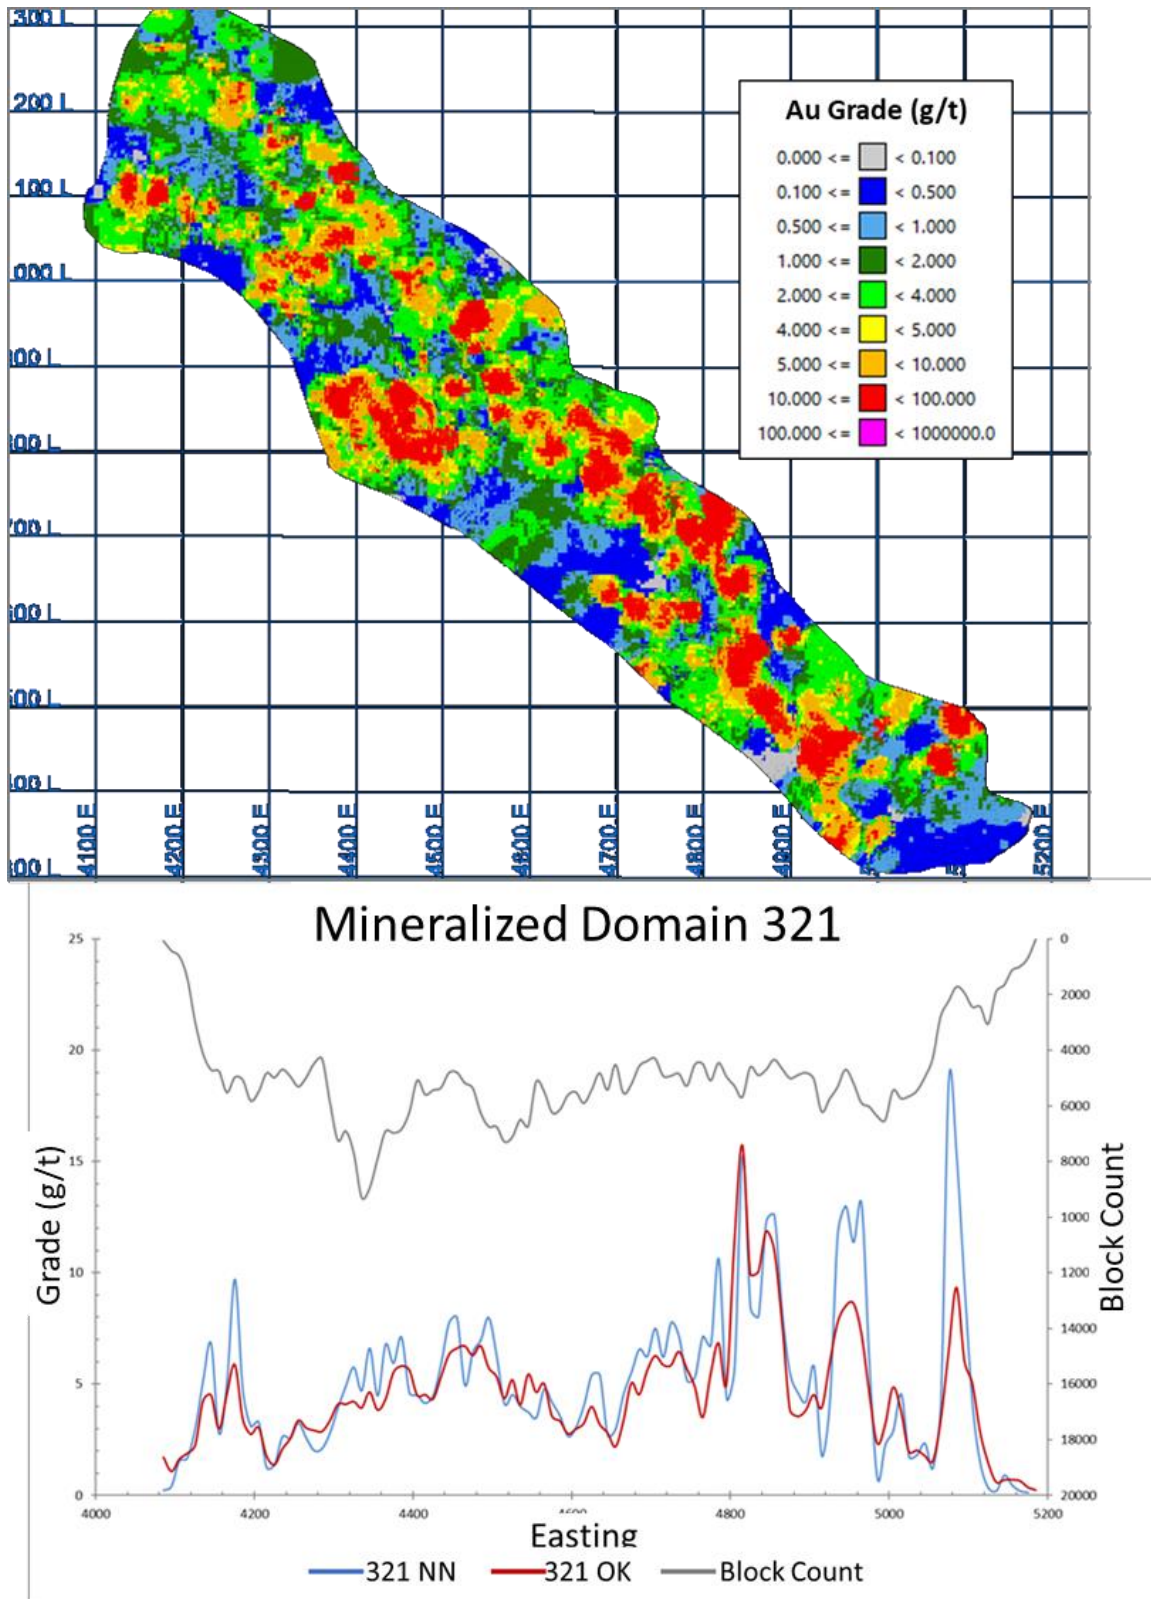 300 L
200 L
100 L
000 L
00 L
00 L
700 L
00 L
500 L
00 L
00 L
Au Grade (g/t)
0.000 <= < 0.100
0.100 <= < 0.500
0.500 <= < 1.000
1.000 <= < 2.000
2.000 <= < 4.000
4.000 <= < 5.000
5.000 <= < 10.000
10.000 <= < 100.000
100.000 <= < 1000000.0
4100 E
4200 E
4300 E
4400 E
4500 E
4600 E
4700 E
4800 E
4900 E
5200 E
Mineralized Domain 321
25
20
15
10
5
0
Grade (g/t)
0
2000
4000
6000
8000
1000
1200
14000
16000
18000
20000
Block Count
4000 4200 4400 4600 4800 5000 5200
Easting
321 NN 321 OK Block Count